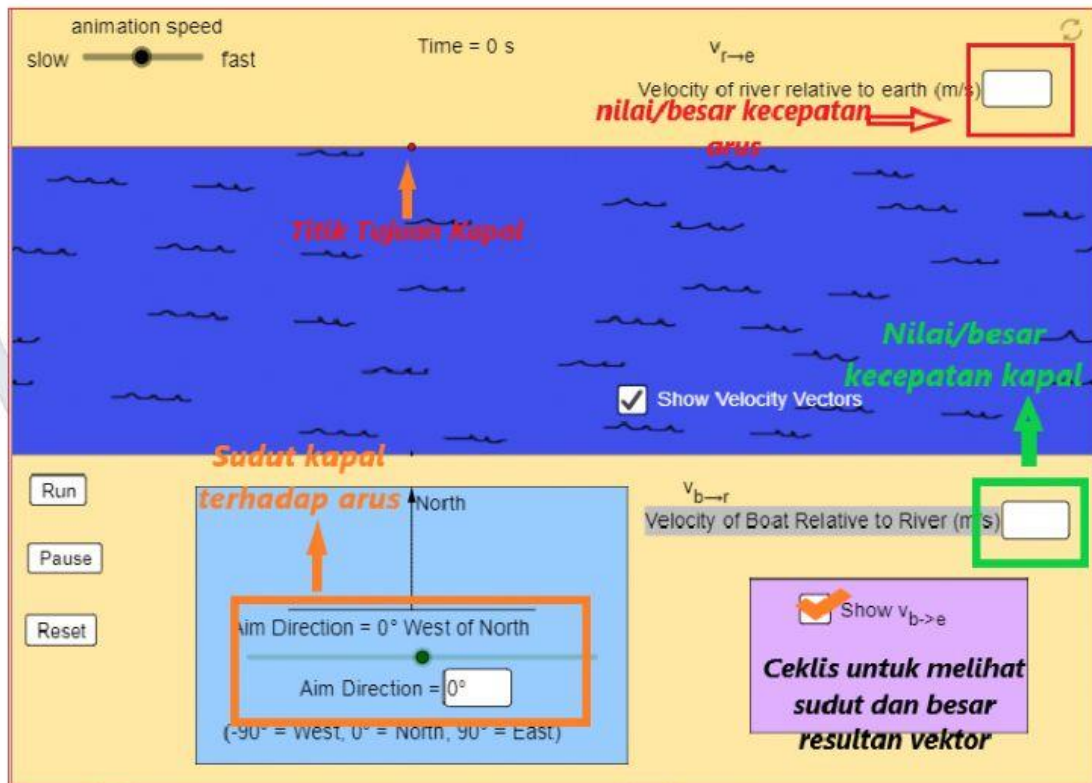 animation speed
slow fast
Time = 0 s
v r→e
Velocity of river relative to earth (m/s)
nilai/besar kecepatan
arus
Titik Tujuan Kapal
Nilai/besar
kecepatan kapal
Show Velocity Vectors
Sudut kapal
terhadap arus
Run
Pause
Reset
North
Aim Direction = 0° West of North
Aim Direction = 0°
(-90° = West, 0° = North, 90° = East)
v b→r
Velocity of Boat Relative to River (m/s)
Show v b->e
Ceklis untuk melihat
sudut dan besar
resultan vektor